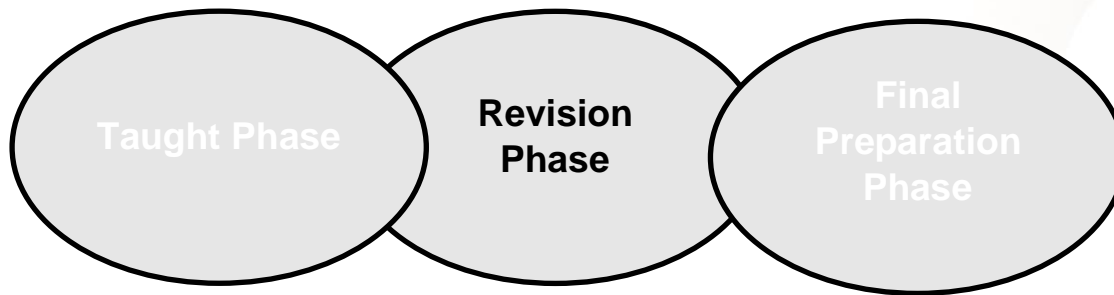 Taught Phase
Revision
Phase
Final
Preparation
Phase